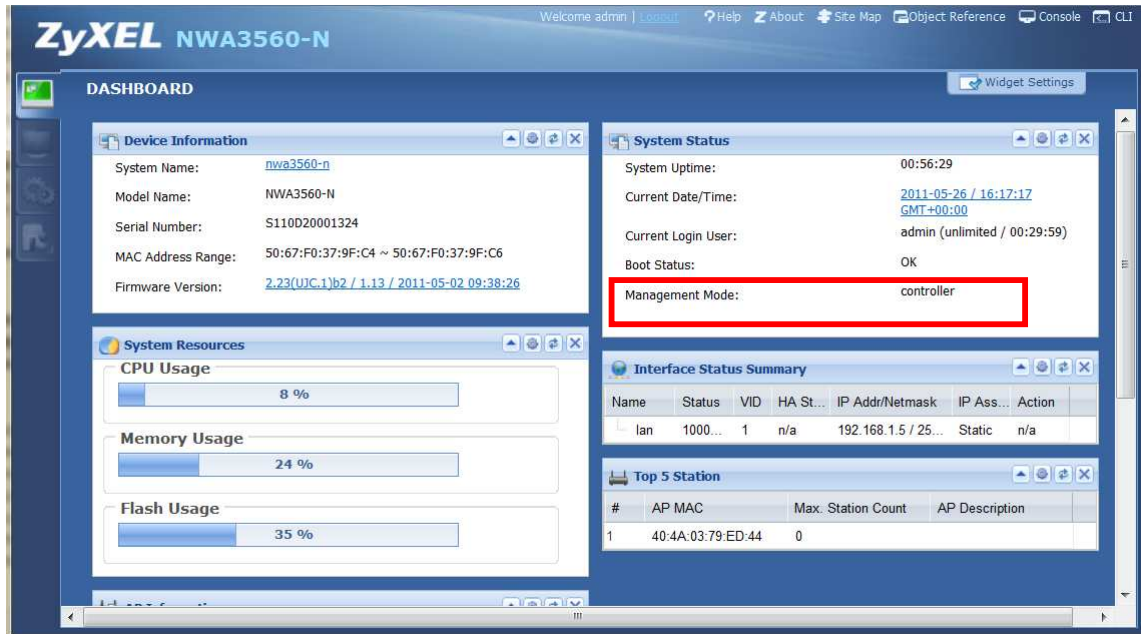 Welcome admin | Logout ?Help Z About Site Map Object Reference Console CLI
ZyXEL NWA3560-N
DASHBOARD
Widget Settings
Device Information
System Name: nwa3560-n
Model Name: NWA3560-N
Serial Number: S110D20001324
MAC Address Range: 50:67:F0:37:9F:C4 ~ 50:67:F0:37:9F:C6
Firmware Version: 2.23(UJC.1)b2 / 1.13 / 2011-05-02 09:38:26
System Status
System Uptime: 00:56:29
Current Date/Time: 2011-05-26 / 16:17:17
GMT+00:00
Current Login User: admin (unlimited / 00:29:59)
Boot Status: OK
Management Mode: controller
System Resources
CPU Usage
8 %
Memory Usage
24 %
Flash Usage
35 %
Interface Status Summary
Name Status VID HA St... IP Addr/Netmask IP Ass... Action
lan 1000... 1 n/a 192.168.1.5 / 25... Static n/a
Top 5 Station
# AP MAC Max. Station Count AP Description
1 40:4A:03:79:ED:44 0